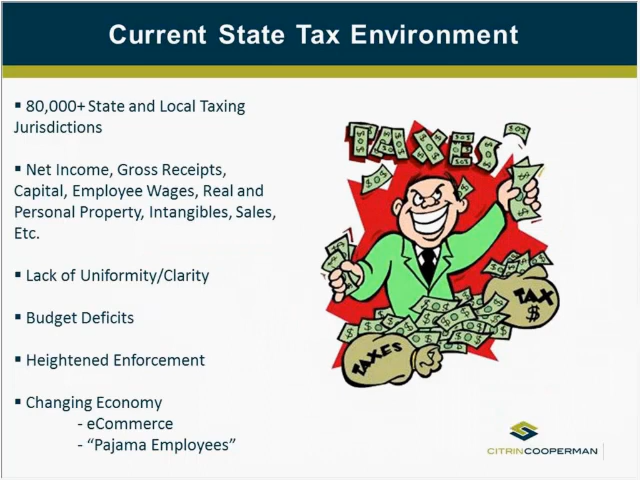 Current State Tax Environment
▪ 80,000+ State and Local Taxing
Jurisdictions
▪ Net Income, Gross Receipts,
Capital, Employee Wages, Real and
Personal Property, Intangibles, Sales,
Etc.
▪ Lack of Uniformity/Clarity
▪ Budget Deficits
▪ Heightened Enforcement
▪ Changing Economy
- eCommerce
- “Pajama Employees”
TAXES
TAX
$
TAXES
CITRINCOOPERMAN